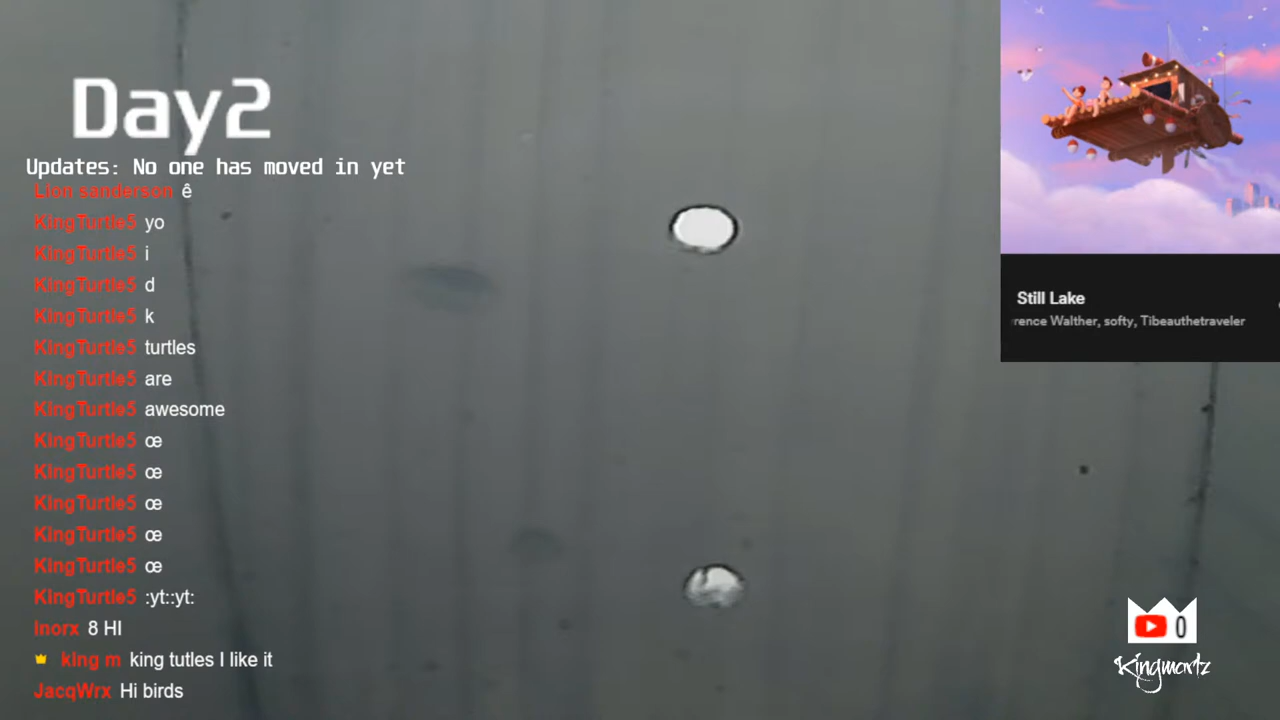 Day2
Updates: No one has moved in yet
Lion sanderson ê
KingTurtle5 yo
KingTurtle5 i
KingTurtle5 d
KingTurtle5 k
KingTurtle5 turtles
KingTurtle5 are
KingTurtle5 awesome
KingTurtle5 œ
KingTurtle5 œ
KingTurtle5 œ
KingTurtle5 œ
KingTurtle5 œ
KingTurtle5 :yt::yt:
Inorx 8 HI
king m king tutles I like it
JacqWrx Hi birds
Still Lake
rence Walther, softy, Tibeauthetraveler
0
Kingmortz